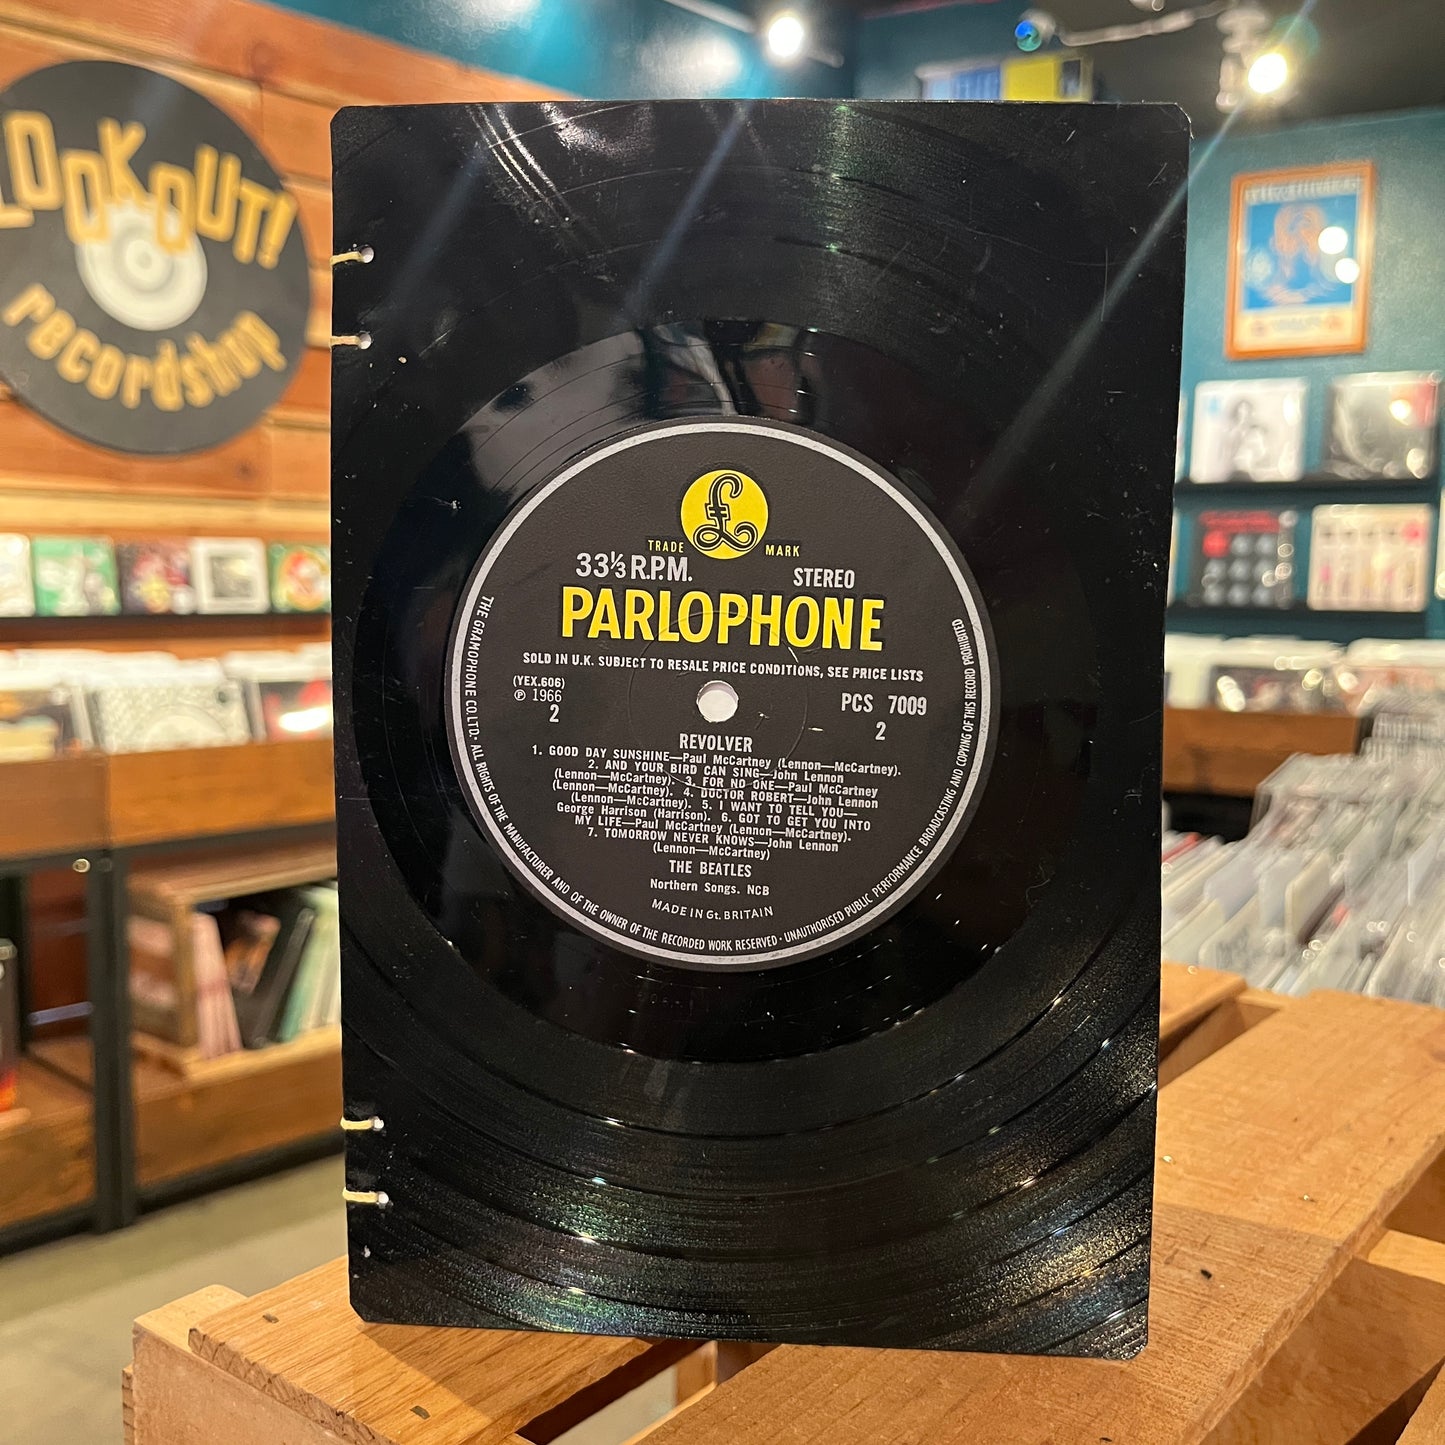 LOOKOUT!
recordshop
£
TRADE MARK
33⅓ R.P.M. STEREO
PARLOPHONE
SOLD IN U.K. SUBJECT TO RESALE PRICE CONDITIONS, SEE PRICE LISTS
(YEX.606)
℗ 1966
2
PCS 7009
2
REVOLVER
1. GOOD DAY SUNSHINE—Paul McCartney (Lennon—McCartney).
2. AND YOUR BIRD CAN SING—John Lennon
(Lennon—McCartney). 3. FOR NO ONE—Paul McCartney
(Lennon—McCartney). 4. DOCTOR ROBERT—John Lennon
(Lennon—McCartney). 5. I WANT TO TELL YOU—
George Harrison (Harrison). 6. GOT TO GET YOU INTO
MY LIFE—Paul McCartney (Lennon—McCartney).
7. TOMORROW NEVER KNOWS—John Lennon
(Lennon—McCartney)
THE BEATLES
Northern Songs. NCB
MADE IN Gt. BRITAIN
THE GRAMOPHONE CO. LTD. · ALL RIGHTS OF THE MANUFACTURER AND OF THE OWNER OF THE RECORDED WORK RESERVED · UNAUTHORISED PUBLIC PERFORMANCE BROADCASTING AND COPYING OF THIS RECORD PROHIBITED